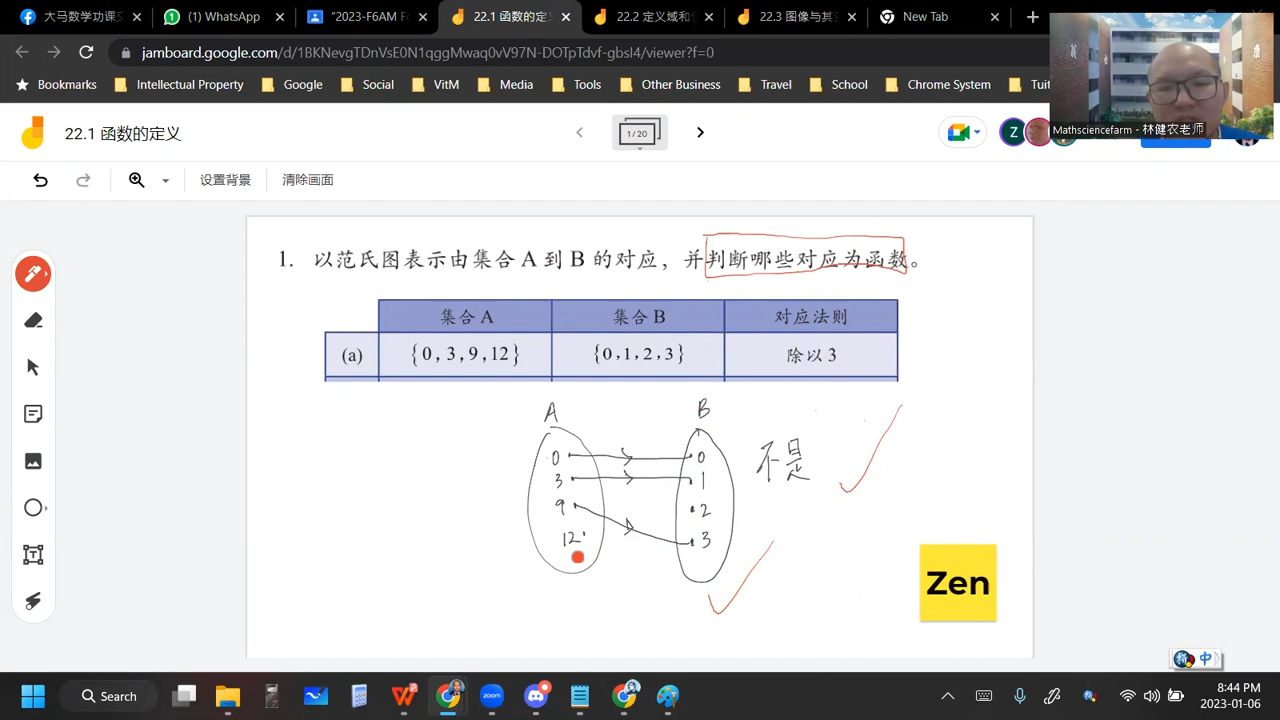 大马数学功课
(1) WhatsApp
"2023-F6AM Fo
22.1 函数的定义
22.2 定义域和
22.3 图像与其
New Tab
jamboard.google.com
Bookmarks
Intellectual Property
Google
Social
UTKM
Media
Tools
Other Business
Travel
School
Chrome System
Tuit
Mathsciencefarm - 林健农老师
22.1 函数的定义
1/20
Z
设置背景
清除画面
1. 以范氏图表示由集合 A 到 B 的对应，并判断哪些对应为函数。
集合 A 集合 B 对应法则
(a) {0, 3, 9, 12} {0, 1, 2, 3} 除以 3
A B
0 0
3 1
9 2
12 3
不是
Zen
中
Search
8:44 PM
2023-01-06